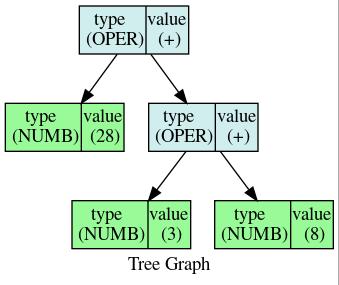 type value
(OPER) (+)
type value
(NUMB) (28)
type value
(OPER) (+)
type value
(NUMB) (3)
type value
(NUMB) (8)
Tree Graph